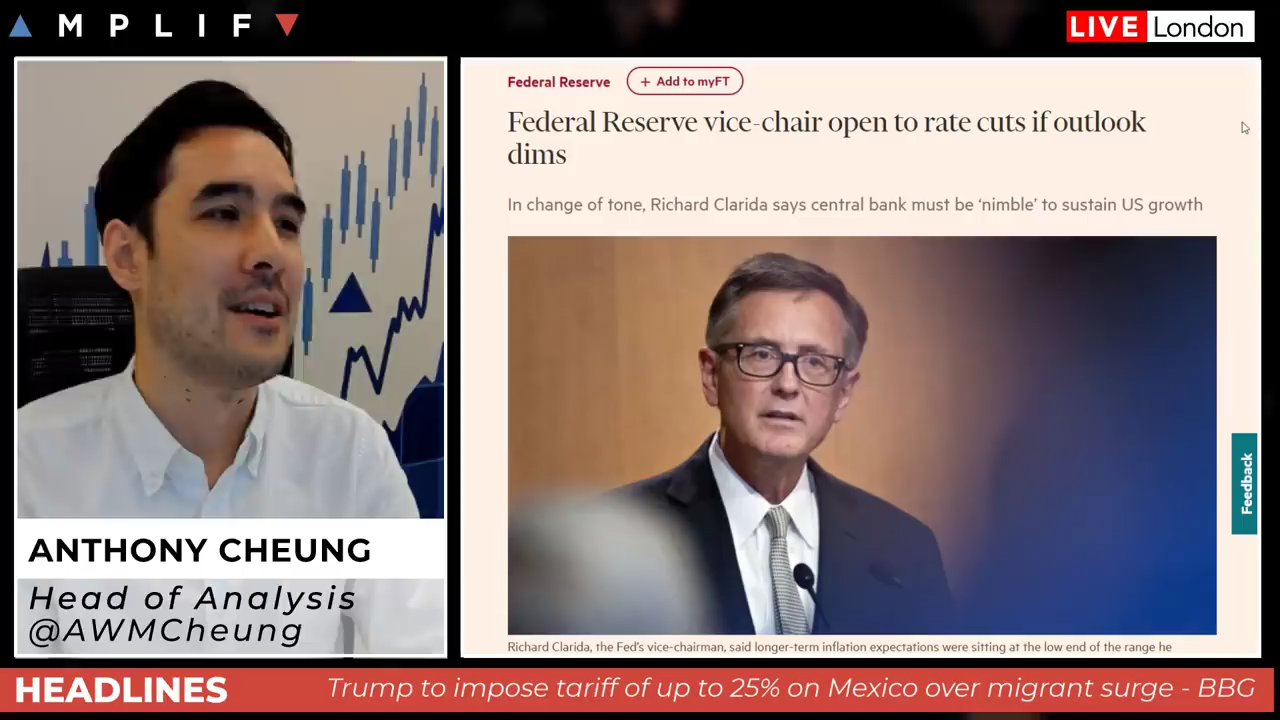 AMPLIFY
LIVE London
Federal Reserve
+ Add to myFT
Federal Reserve vice-chair open to rate cuts if outlook
dims
In change of tone, Richard Clarida says central bank must be ‘nimble’ to sustain US growth
Feedback
Richard Clarida, the Fed’s vice-chairman, said longer-term inflation expectations were sitting at the low end of the range he
ANTHONY CHEUNG
Head of Analysis
@AWMCheung
HEADLINES
Trump to impose tariff of up to 25% on Mexico over migrant surge - BBG